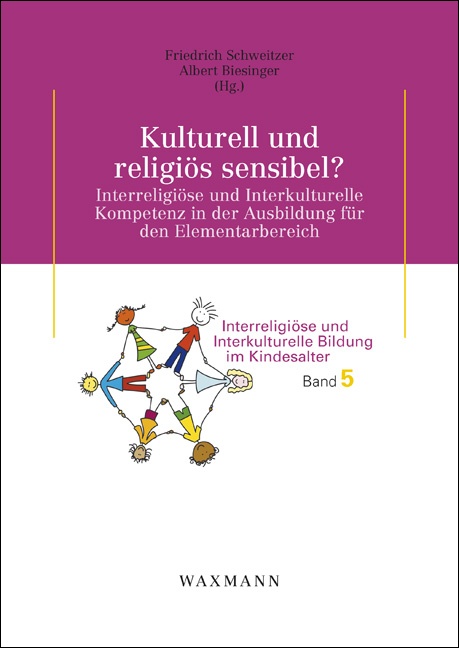 Friedrich Schweitzer
Albert Biesinger
(Hg.)
Kulturell und
religiös sensibel?
Interreligiöse und Interkulturelle
Kompetenz in der Ausbildung für
den Elementarbereich
Interreligiöse und
Interkulturelle Bildung
im Kindesalter
Band 5
WAXMANN